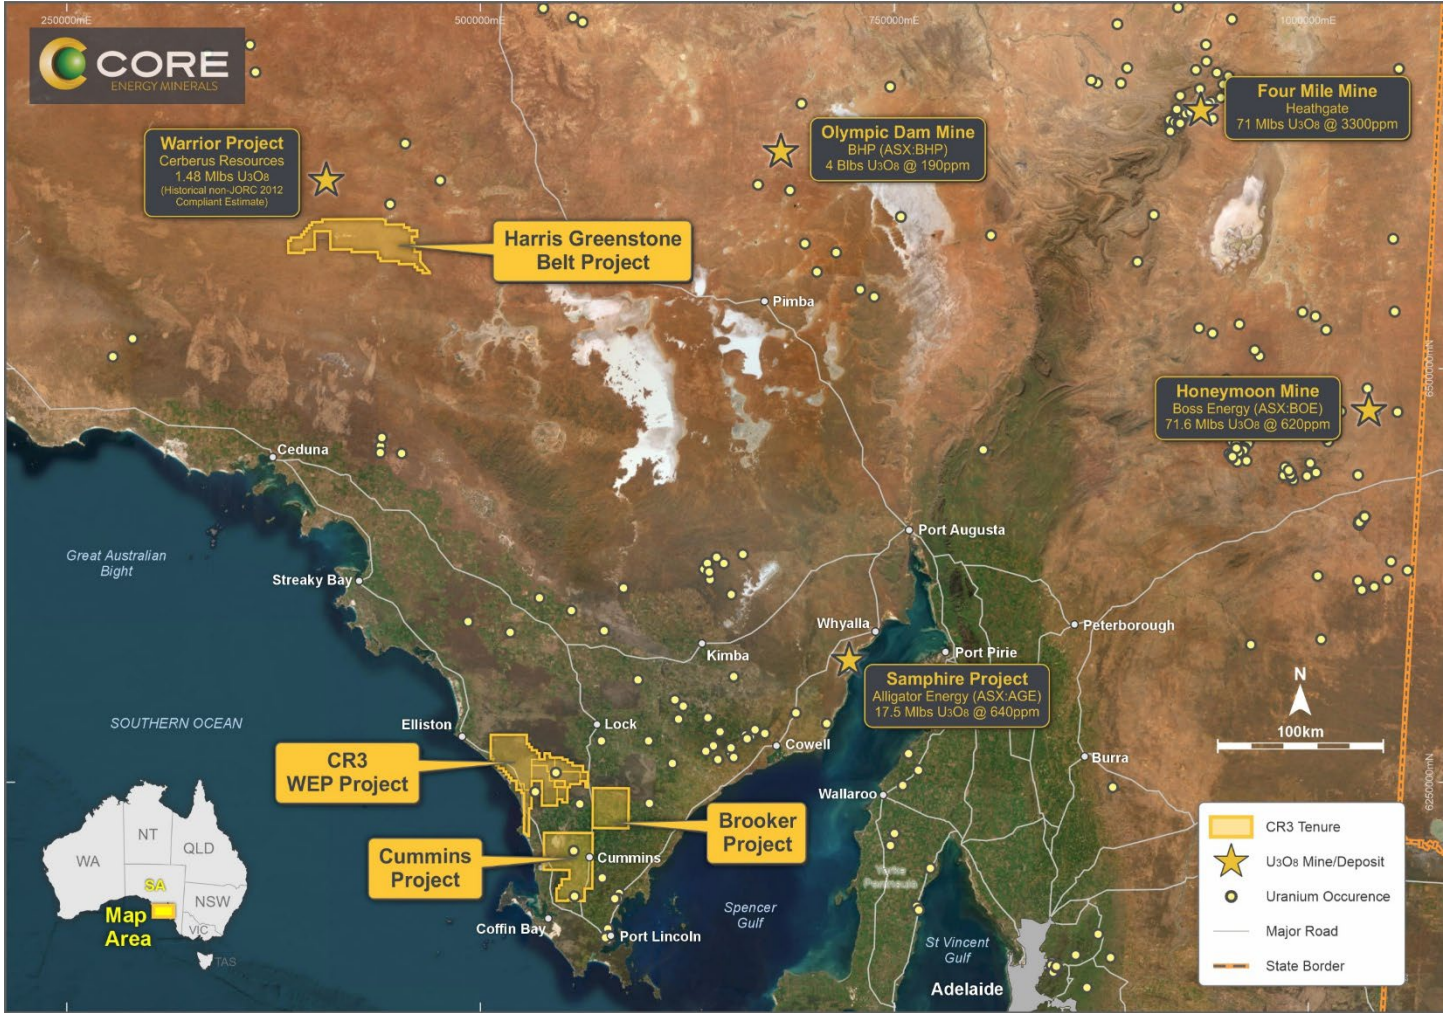 250000mE
500000mE
750000mE
1000000mE
CORE
ENERGY MINERALS
Four Mile Mine
Heathgate
71 Mlbs U3O8 @ 3300ppm
Olympic Dam Mine
BHP (ASX:BHP)
4 Blbs U3O8 @ 190ppm
Warrior Project
Cerberus Resources
1.48 Mlbs U3O8
(Historical non-JORC 2012
Compliant Estimate)
Harris Greenstone
Belt Project
Pimba
6500000mN
Honeymoon Mine
Boss Energy (ASX:BOE)
71.6 Mlbs U3O8 @ 620ppm
Ceduna
Port Augusta
Great Australian
Bight
Streaky Bay
Whyalla
Peterborough
Kimba
Port Pirie
Samphire Project
Alligator Energy (ASX:AGE)
17.5 Mlbs U3O8 @ 640ppm
N
100km
SOUTHERN OCEAN
Elliston
Lock
Cowell
CR3
WEP Project
Burra
Wallaroo
6250000mN
Brooker
Project
Cummins
Project
Cummins
Yorke
Peninsula
Spencer
Gulf
Coffin Bay
Port Lincoln
St Vincent
Gulf
Adelaide
WA
NT
QLD
SA
NSW
VIC
TAS
Map
Area
CR3 Tenure
U3O8 Mine/Deposit
Uranium Occurence
Major Road
State Border